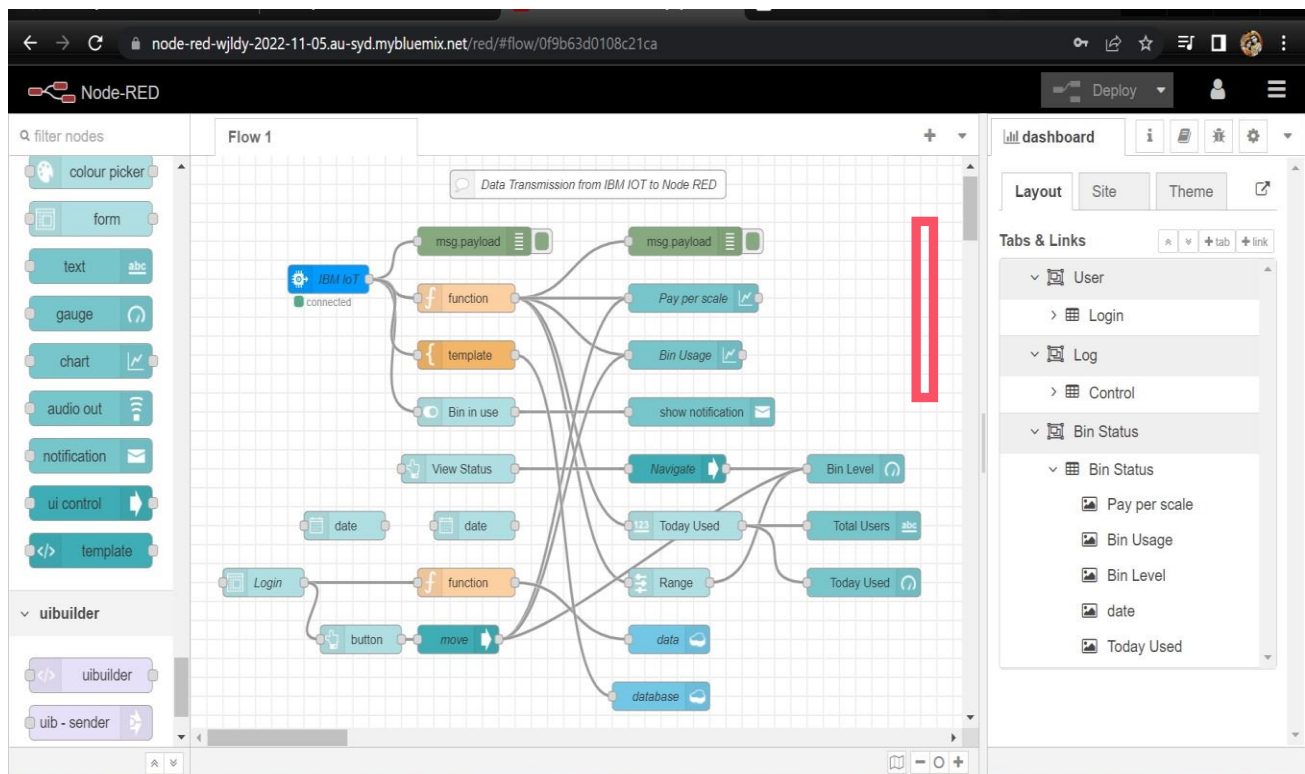 node-red-wjldy-2022-11-05.au-syd.mybluemix.net/red/#flow/0f9b63d0108c21ca
Node-RED
Deploy
filter nodes
Flow 1
dashboard
i
colour picker
form
text
abc
gauge
chart
audio out
notification
ui control
</> template
uibuilder
</> uibuilder
uib - sender
Data Transmission from IBM IOT to Node RED
msg.payload
msg.payload
IBM IoT
connected
f function
Pay per scale
{ template
Bin Usage
Bin in use
show notification
View Status
Navigate
Bin Level
date
date
123 Today Used
Total Users abc
Login
f function
Range
Today Used
button
move
data
database
Layout
Site
Theme
Tabs & Links
+ tab
+ link
User
Login
Log
Control
Bin Status
Bin Status
Pay per scale
Bin Usage
Bin Level
date
Today Used